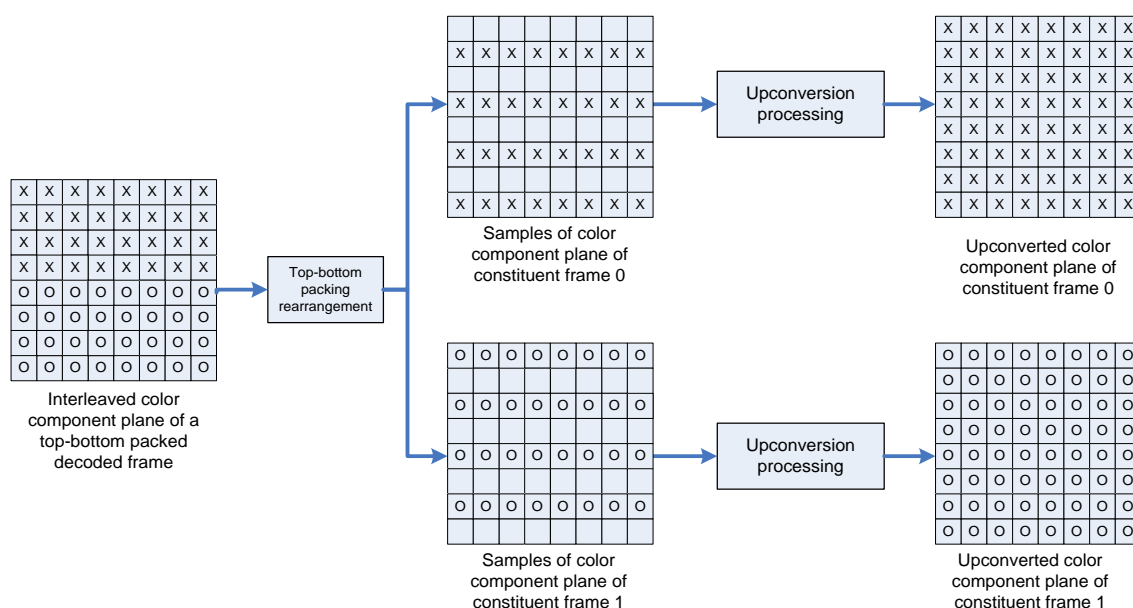 X X X X X X X X
X X X X X X X X
X X X X X X X X
X X X X X X X X
O O O O O O O O
O O O O O O O O
O O O O O O O O
O O O O O O O O
Interleaved color
component plane of a
top-bottom packed
decoded frame
Top-bottom
packing
rearrangement
X X X X X X X X
X X X X X X X X
X X X X X X X X
X X X X X X X X
Samples of color
component plane of
constituent frame 0
Upconversion
processing
X X X X X X X X
X X X X X X X X
X X X X X X X X
X X X X X X X X
X X X X X X X X
X X X X X X X X
X X X X X X X X
X X X X X X X X
Upconverted color
component plane of
constituent frame 0
O O O O O O O O
O O O O O O O O
O O O O O O O O
O O O O O O O O
Samples of color
component plane of
constituent frame 1
Upconversion
processing
O O O O O O O O
O O O O O O O O
O O O O O O O O
O O O O O O O O
O O O O O O O O
O O O O O O O O
O O O O O O O O
O O O O O O O O
Upconverted color
component plane of
constituent frame 1